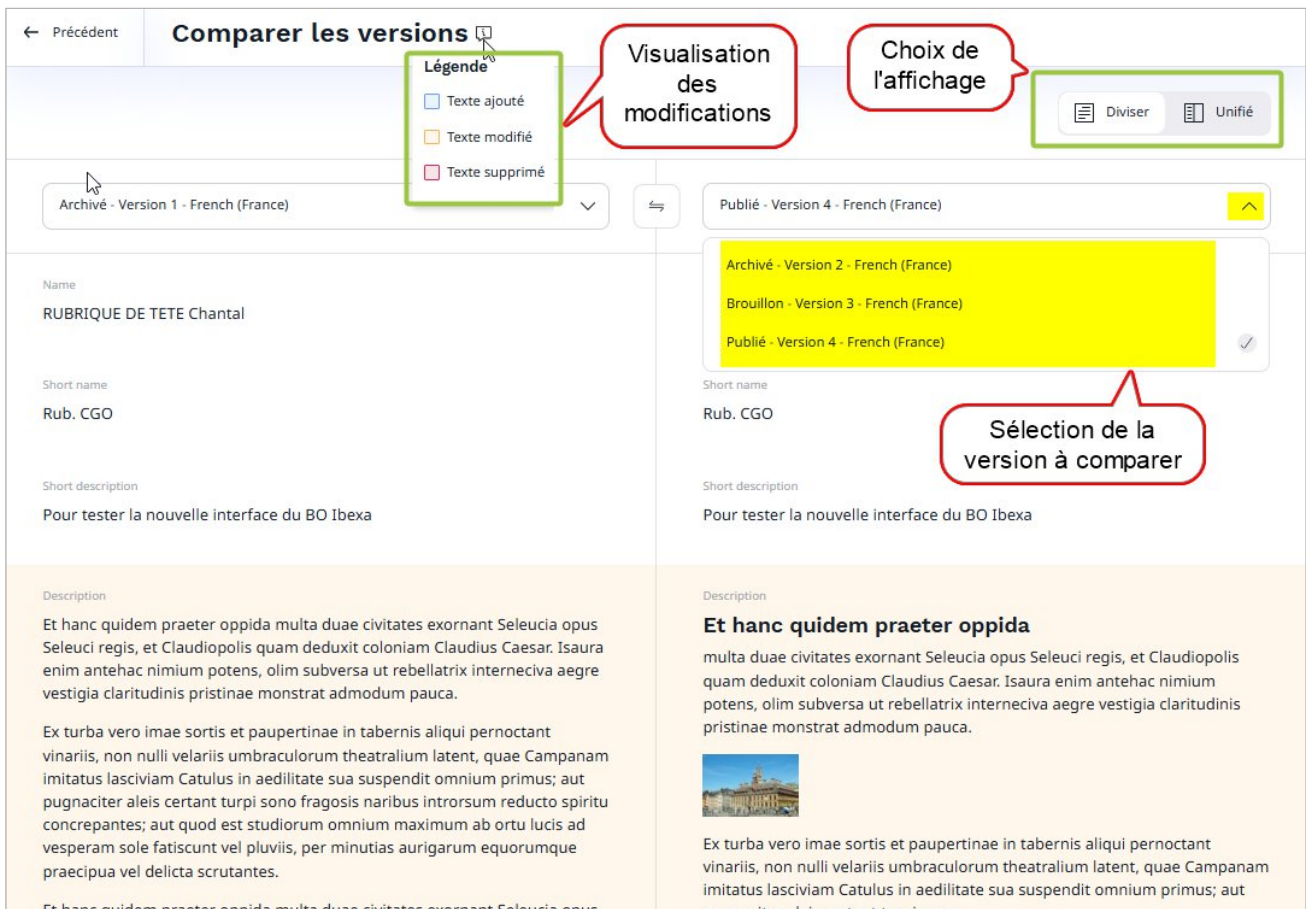 Précédent
Comparer les versions
Légende
Texte ajouté
Texte modifié
Texte supprimé
Visualisation
des
modifications
Choix de
l'affichage
Diviser
Unifié
Archivé - Version 1 - French (France)
Publié - Version 4 - French (France)
Archivé - Version 2 - French (France)
Brouillon - Version 3 - French (France)
Publié - Version 4 - French (France)
Sélection de la
version à comparer
Name
RUBRIQUE DE TETE Chantal
Short name
Rub. CGO
Short name
Rub. CGO
Short description
Pour tester la nouvelle interface du BO Ibexa
Short description
Pour tester la nouvelle interface du BO Ibexa
Description
Et hanc quidem praeter oppida multa duae civitates exornant Seleucia opus
Seleuci regis, et Claudiopolis quam deduxit coloniam Claudius Caesar. Isaura
enim antehac nimium potens, olim subversa ut rebellatrix interneciva aegre
vestigia claritudinis pristinae monstrat admodum pauca.
Ex turba vero imae sortis et paupertinae in tabernis aliqui pernoctant
vinariis, non nulli velariis umbraculorum theatralium latent, quae Campanam
imitatus lasciviam Catulus in aedilitate sua suspendit omnium primus; aut
pugnaciter aleis certant turpi sono fragosis naribus introrsum reducto spiritu
concrepantes; aut quod est studiorum omnium maximum ab ortu lucis ad
vesperam sole fatiscunt vel pluviis, per minutias aurigarum equorumque
praecipua vel delicta scrutantes.
Et hanc quidem praeter oppida multa duae civitates exornant Seleucia opus
Description
Et hanc quidem praeter oppida
multa duae civitates exornant Seleucia opus Seleuci regis, et Claudiopolis
quam deduxit coloniam Claudius Caesar. Isaura enim antehac nimium
potens, olim subversa ut rebellatrix interneciva aegre vestigia claritudinis
pristinae monstrat admodum pauca.
Ex turba vero imae sortis et paupertinae in tabernis aliqui pernoctant
vinariis, non nulli velariis umbraculorum theatralium latent, quae Campanam
imitatus lasciviam Catulus in aedilitate sua suspendit omnium primus; aut